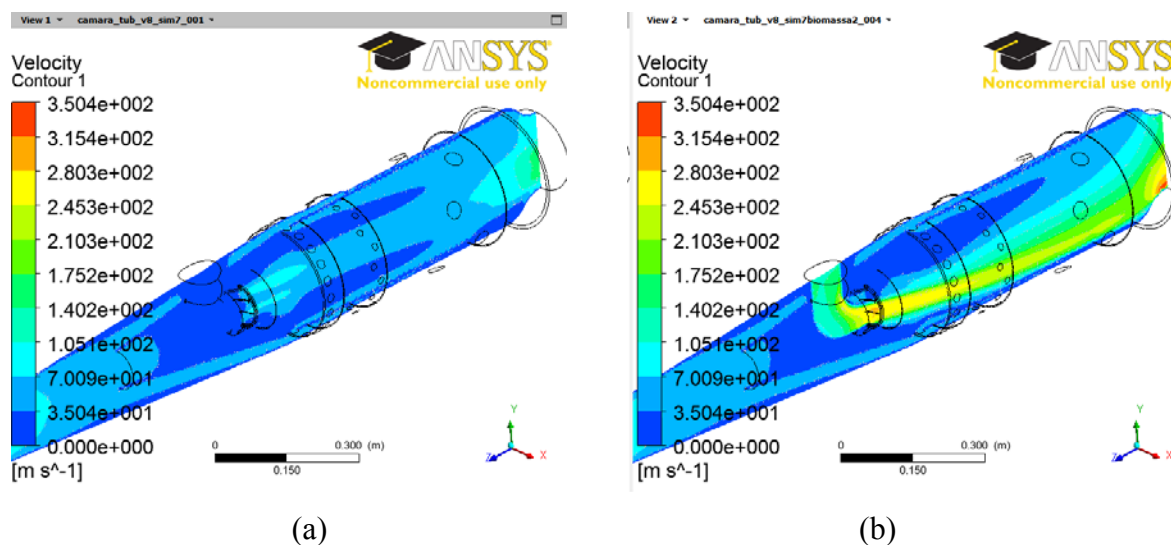 View 1 camara_tub_v8_sim7_001
ANSYS
Noncommercial use only
Velocity
Contour 1
3.504e+002
3.154e+002
2.803e+002
2.453e+002
2.103e+002
1.752e+002
1.402e+002
1.051e+002
7.009e+001
3.504e+001
0.000e+000
[m s^-1]
0 0.300 (m)
0.150
Y
Z X
(a)
View 2 camara_tub_v8_sim7biomassa2_004
ANSYS
Noncommercial use only
Velocity
Contour 1
3.504e+002
3.154e+002
2.803e+002
2.453e+002
2.103e+002
1.752e+002
1.402e+002
1.051e+002
7.009e+001
3.504e+001
0.000e+000
[m s^-1]
0 0.300 (m)
0.150
Y
Z X
(b)